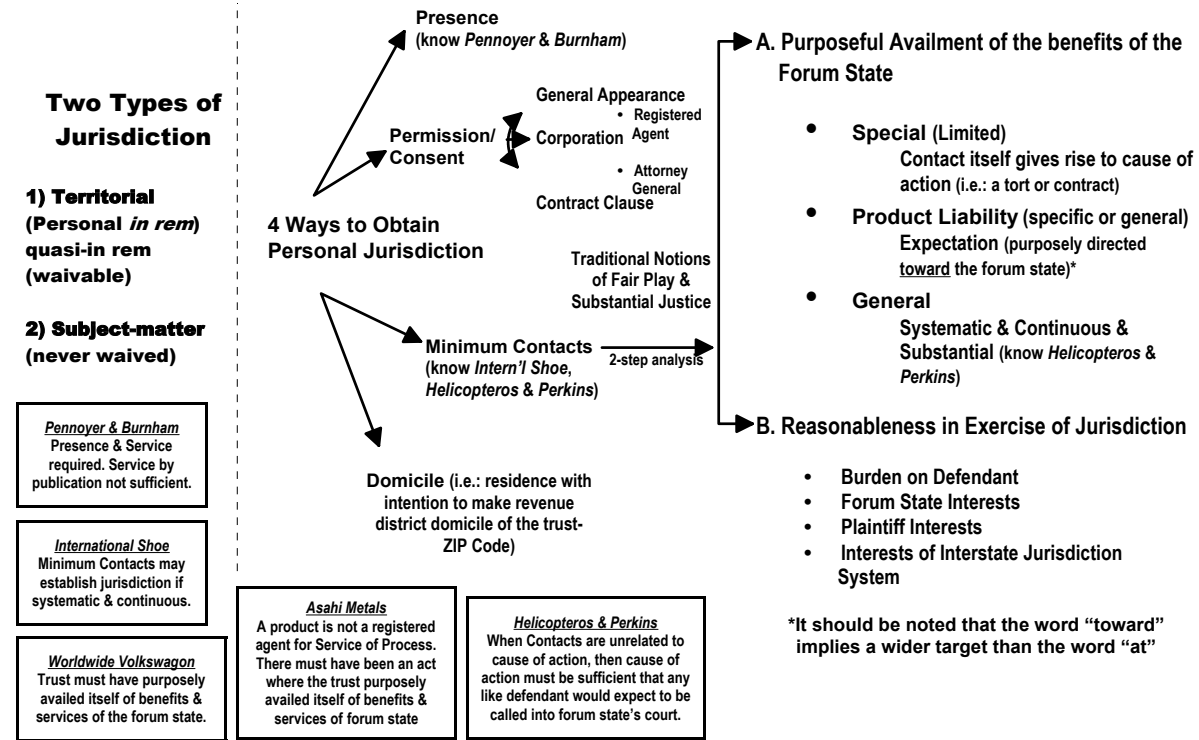 Two Types of
Jurisdiction
1) Territorial
(Personal in rem)
quasi-in rem
(waivable)
2) Subject-matter
(never waived)
Pennoyer & Burnham
Presence & Service
required. Service by
publication not sufficient.
International Shoe
Minimum Contacts may
establish jurisdiction if
systematic & continuous.
Worldwide Volkswagon
Trust must have purposely
availed itself of benefits &
services of the forum state.
4 Ways to Obtain
Personal Jurisdiction
Presence
(know Pennoyer & Burnham)
Permission/
Consent
General Appearance
• Registered
Agent
Corporation
• Attorney
General
Contract Clause
Traditional Notions
of Fair Play &
Substantial Justice
Minimum Contacts
(know Intern'l Shoe,
Helicopteros & Perkins)
2-step analysis
Domicile (i.e.: residence with
intention to make revenue
district domicile of the trust-
ZIP Code)
Asahi Metals
A product is not a registered
agent for Service of Process.
There must have been an act
where the trust purposely
availed itself of benefits &
services of forum state
Helicopteros & Perkins
When Contacts are unrelated to
cause of action, then cause of
action must be sufficient that any
like defendant would expect to be
called into forum state's court.
A. Purposeful Availment of the benefits of the
Forum State
• Special (Limited)
Contact itself gives rise to cause of
action (i.e.: a tort or contract)
• Product Liability (specific or general)
Expectation (purposely directed
toward the forum state)*
• General
Systematic & Continuous &
Substantial (know Helicopteros &
Perkins)
B. Reasonableness in Exercise of Jurisdiction
• Burden on Defendant
• Forum State Interests
• Plaintiff Interests
• Interests of Interstate Jurisdiction
System
*It should be noted that the word "toward"
implies a wider target than the word "at"